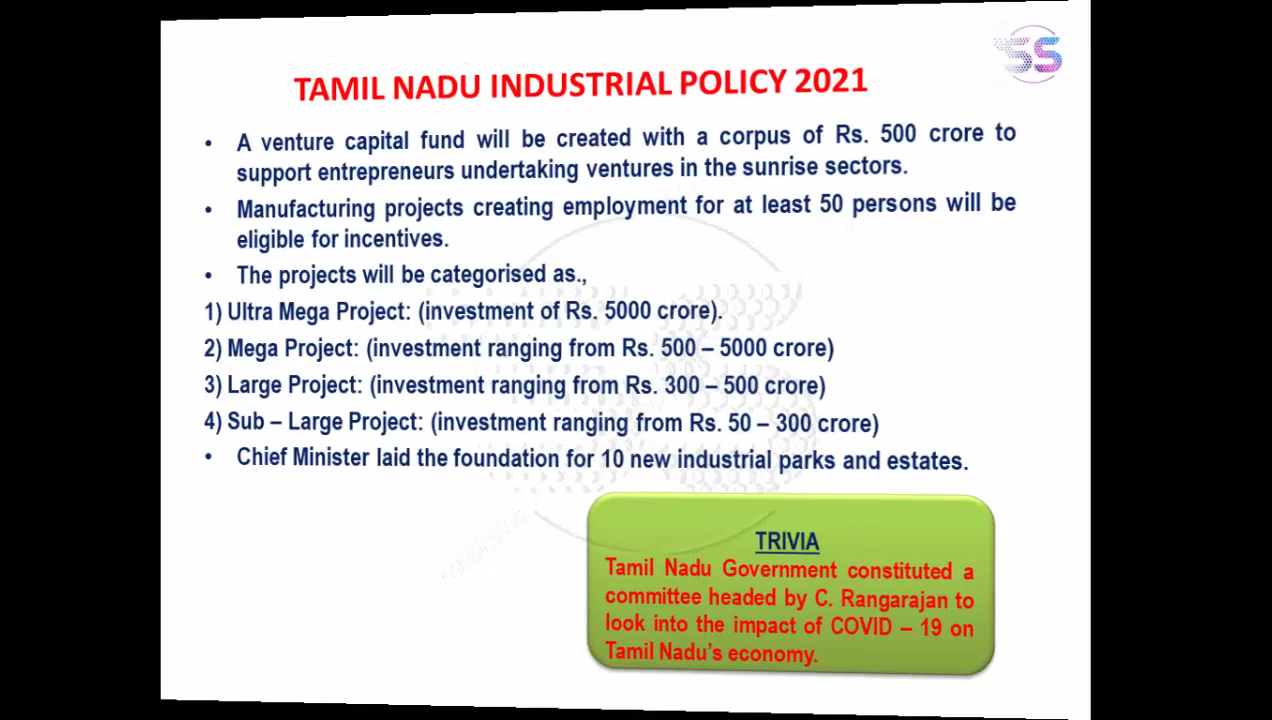 SS
TAMIL NADU INDUSTRIAL POLICY 2021
• A venture capital fund will be created with a corpus of Rs. 500 crore to
support entrepreneurs undertaking ventures in the sunrise sectors.
• Manufacturing projects creating employment for at least 50 persons will be
eligible for incentives.
• The projects will be categorised as.,
1) Ultra Mega Project: (investment of Rs. 5000 crore).
2) Mega Project: (investment ranging from Rs. 500 – 5000 crore)
3) Large Project: (investment ranging from Rs. 300 – 500 crore)
4) Sub – Large Project: (investment ranging from Rs. 50 – 300 crore)
• Chief Minister laid the foundation for 10 new industrial parks and estates.
TRIVIA
Tamil Nadu Government constituted a
committee headed by C. Rangarajan to
look into the impact of COVID – 19 on
Tamil Nadu's economy.